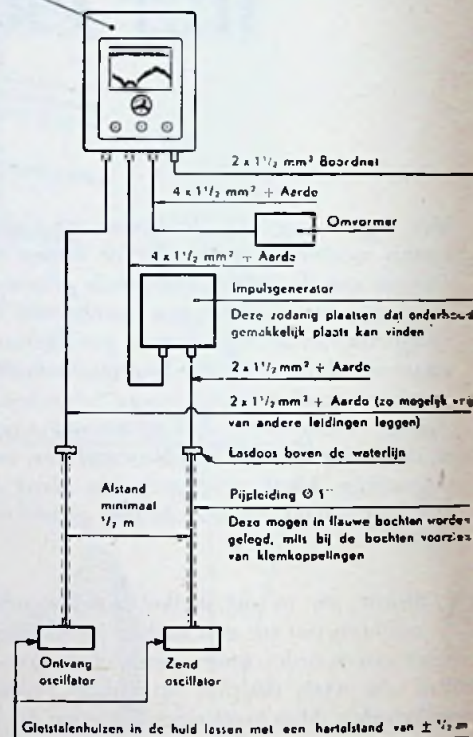 2 x 1¹/₂ mm² Boordnet
4 x 1¹/₂ mm² + Aarde
Omvormer
4 x 1¹/₂ mm² + Aarde
Impulsgenerator
Deze zodanig plaatsen dat onderhoud
gemakkelijk plaats kan vinden
2 x 1¹/₂ mm² + Aarde
2 x 1¹/₂ mm² + Aarde (zo mogelijk vrij
van andere leidingen leggen)
Lasdoos boven de waterlijn
Afstand
minimaal
¹/₂ m
Pijpleiding Ø 1"
Deze mogen in flauwe bochten worden
gelegd, mits bij de bochten voorzien
van klemkoppelingen
Ontvang
oscillator
Zend
oscillator
Gietstalenhuizen in de huid lassen met een hartafstand van ± ¹/₂ m